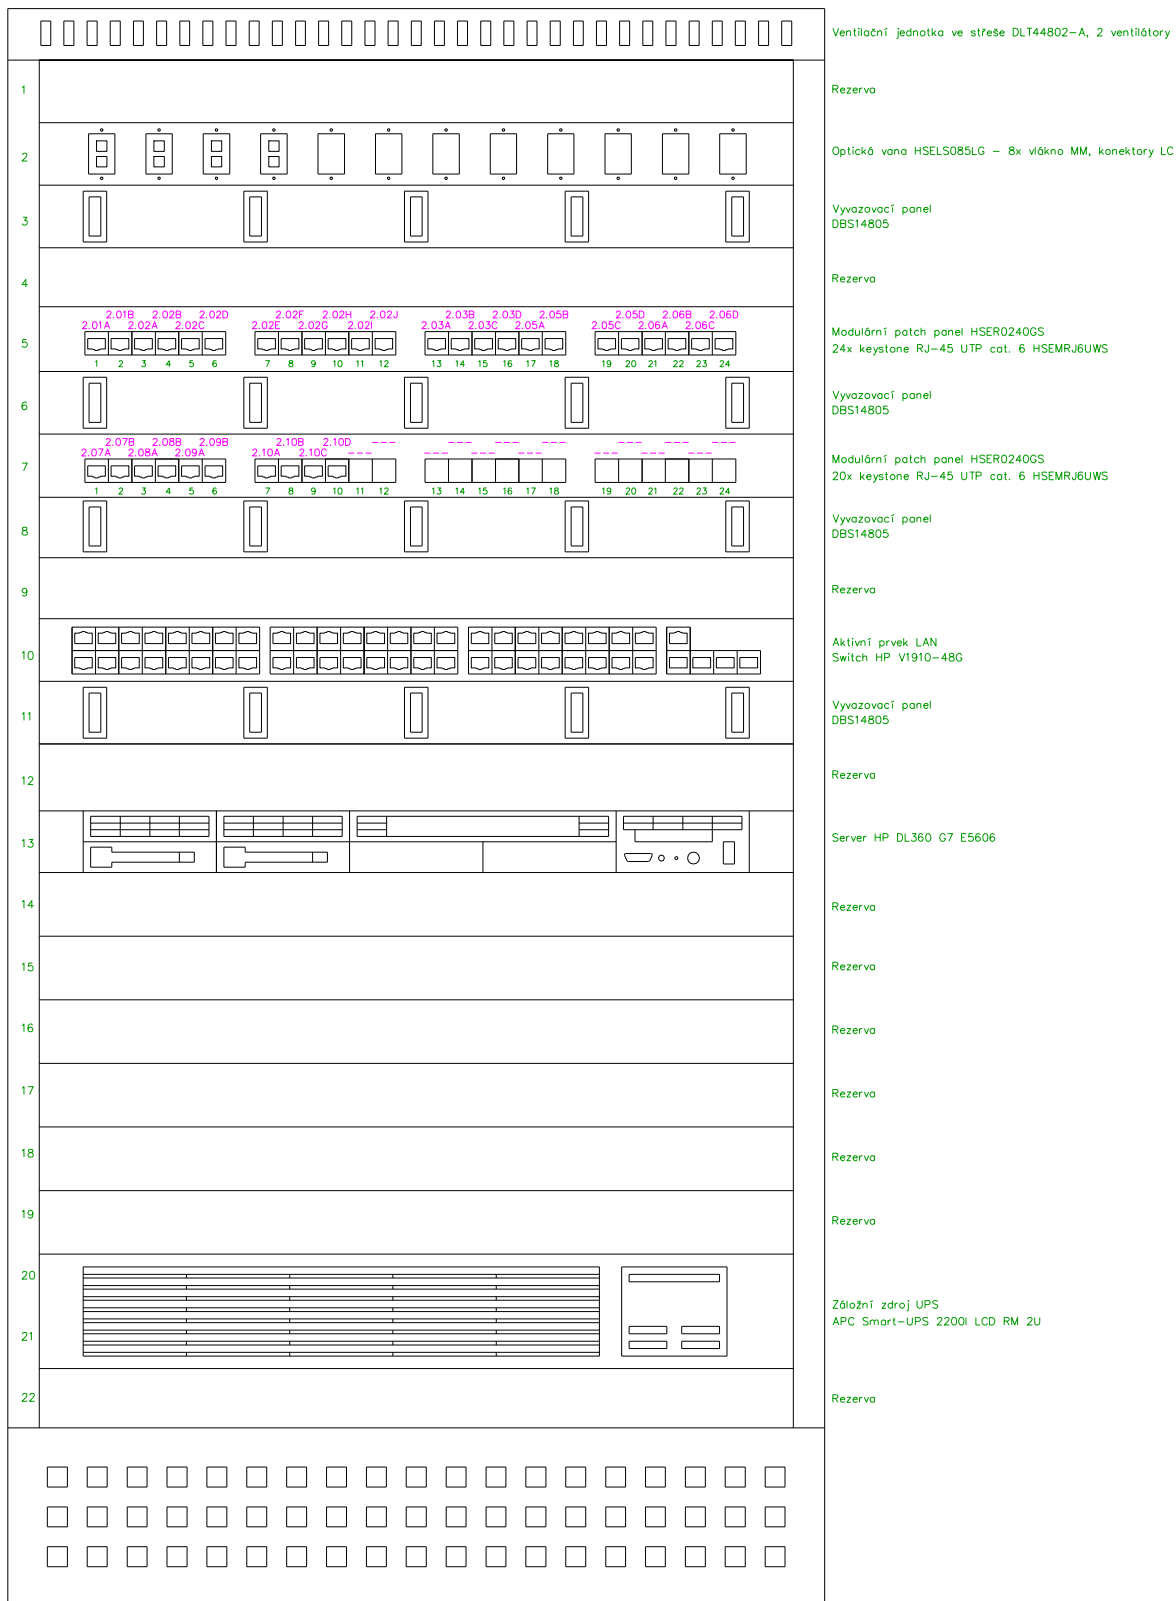 Ventilační jednotka ve střeše DLT44802-A, 2 ventilátory
1 Rezerva
2 Optická vana HSELS085LG - 8x vlákno MM, konektory LC
3 Vyvazovací panel
DBS14805
4 Rezerva
2.01B 2.02B 2.02D 2.02F 2.02H 2.02J 2.03B 2.03D 2.05B 2.05D 2.06B 2.06D
2.01A 2.02A 2.02C 2.02E 2.02G 2.02I 2.03A 2.03C 2.05A 2.05C 2.06A 2.06C
5 Modulární patch panel HSER0240GS
24x keystone RJ-45 UTP cat. 6 HSEMRJ6UWS
1 2 3 4 5 6 7 8 9 10 11 12 13 14 15 16 17 18 19 20 21 22 23 24
6 Vyvazovací panel
DBS14805
2.07B 2.08B 2.09B 2.10B 2.10D --- --- --- --- --- --- ---
2.07A 2.08A 2.09A 2.10A 2.10C --- --- --- --- --- --- ---
7 Modulární patch panel HSER0240GS
20x keystone RJ-45 UTP cat. 6 HSEMRJ6UWS
1 2 3 4 5 6 7 8 9 10 11 12 13 14 15 16 17 18 19 20 21 22 23 24
8 Vyvazovací panel
DBS14805
9 Rezerva
10 Aktivní prvek LAN
Switch HP V1910-48G
11 Vyvazovací panel
DBS14805
12 Rezerva
13 Server HP DL360 G7 E5606
14 Rezerva
15 Rezerva
16 Rezerva
17 Rezerva
18 Rezerva
19 Rezerva
20
Záložní zdroj UPS
21 APC Smart-UPS 2200I LCD RM 2U
22 Rezerva